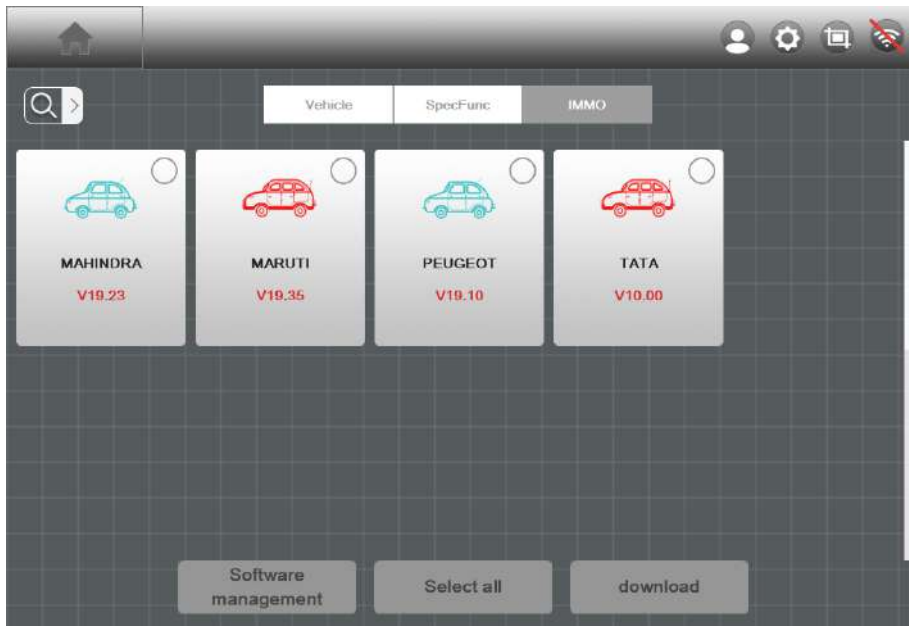 Vehicle SpecFunc IMMO
MAHINDRA MARUTI PEUGEOT TATA
V19.23 V19.35 V19.10 V10.00
Software
management
Select all
download